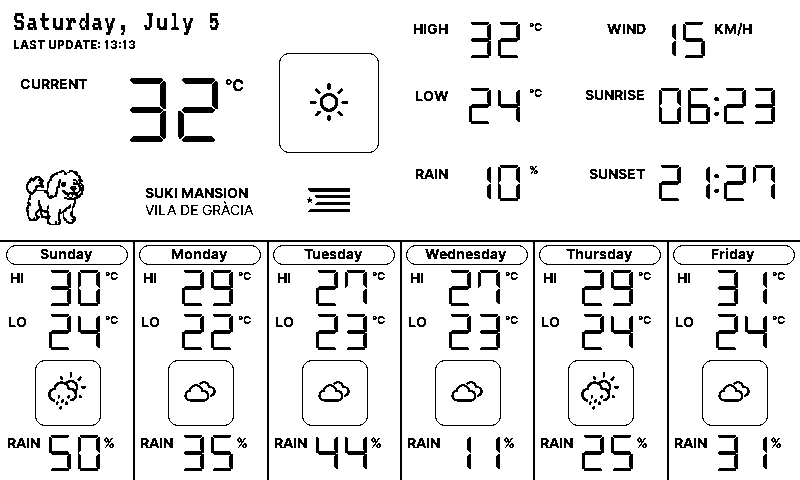 Saturday, July 5
LAST UPDATE: 13:13
CURRENT 32 °C
HIGH 32 °C
WIND 15 KM/H
LOW 24 °C
SUNRISE 06:23
RAIN 10 %
SUNSET 21:27
SUKI MANSION
VILA DE GRÀCIA
Sunday
HI 30 °C
LO 24 °C
RAIN 50 %
Monday
HI 29 °C
LO 22 °C
RAIN 35 %
Tuesday
HI 27 °C
LO 23 °C
RAIN 44 %
Wednesday
HI 27 °C
LO 23 °C
RAIN 11 %
Thursday
HI 29 °C
LO 24 °C
RAIN 25 %
Friday
HI 31 °C
LO 24 °C
RAIN 31 %